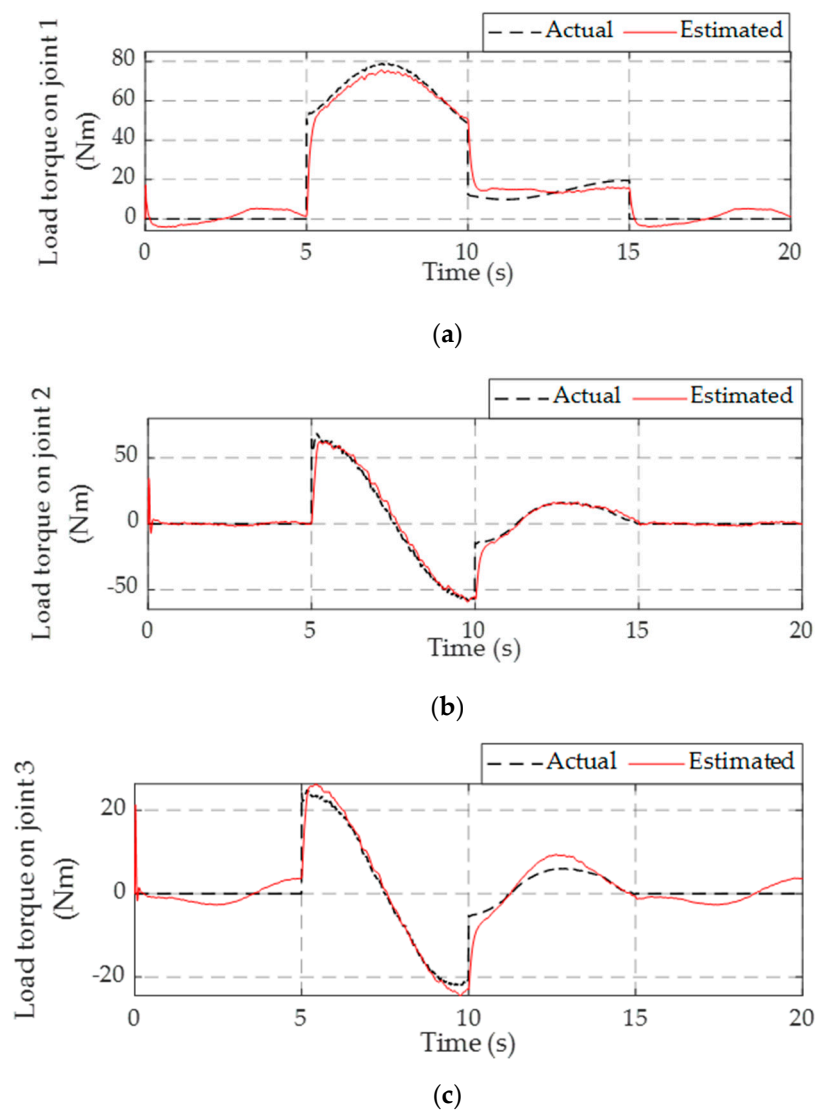 Actual Estimated
Load torque on joint 1
(Nm)
80
60
40
20
0
0 5 10 15 20
Time (s)
(a)
Actual Estimated
Load torque on joint 2
(Nm)
50
0
-50
0 5 10 15 20
Time (s)
(b)
Actual Estimated
Load torque on joint 3
(Nm)
20
0
-20
0 5 10 15 20
Time (s)
(c)